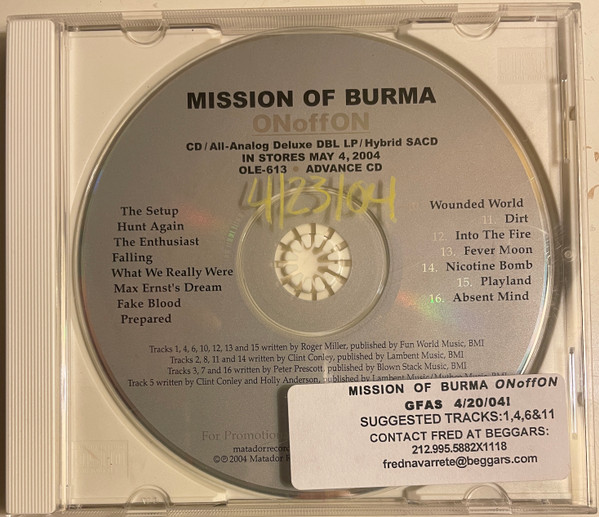 MISSION OF BURMA
ONoffON
CD/All-Analog Deluxe DBL LP/Hybrid SACD
IN STORES MAY 4, 2004
OLE-613 • ADVANCE CD
4/23/04
The Setup
Hunt Again
The Enthusiast
Falling
What We Really Were
Max Ernst's Dream
Fake Blood
Prepared
Wounded World
11. Dirt
12. Into The Fire
13. Fever Moon
14. Nicotine Bomb
15. Playland
16. Absent Mind
Tracks 1, 4, 6, 10, 12, 13 and 15 written by Roger Miller, published by Fun World Music, BMI
Tracks 2, 8, 11 and 14 written by Clint Conley, published by Lambent Music, BMI
Tracks 3, 7 and 16 written by Peter Prescott, published by Blown Stack Music, BMI
Track 5 written by Clint Conley and Holly Anderson, published by Lambent Music/
For Promotion
matadorrecor
©℗2004 Matador R
MISSION OF BURMA ONoffON
GFAS 4/20/04!
SUGGESTED TRACKS:1,4,6&11
CONTACT FRED AT BEGGARS:
212.995.5882X1118
frednavarrete@beggars.com